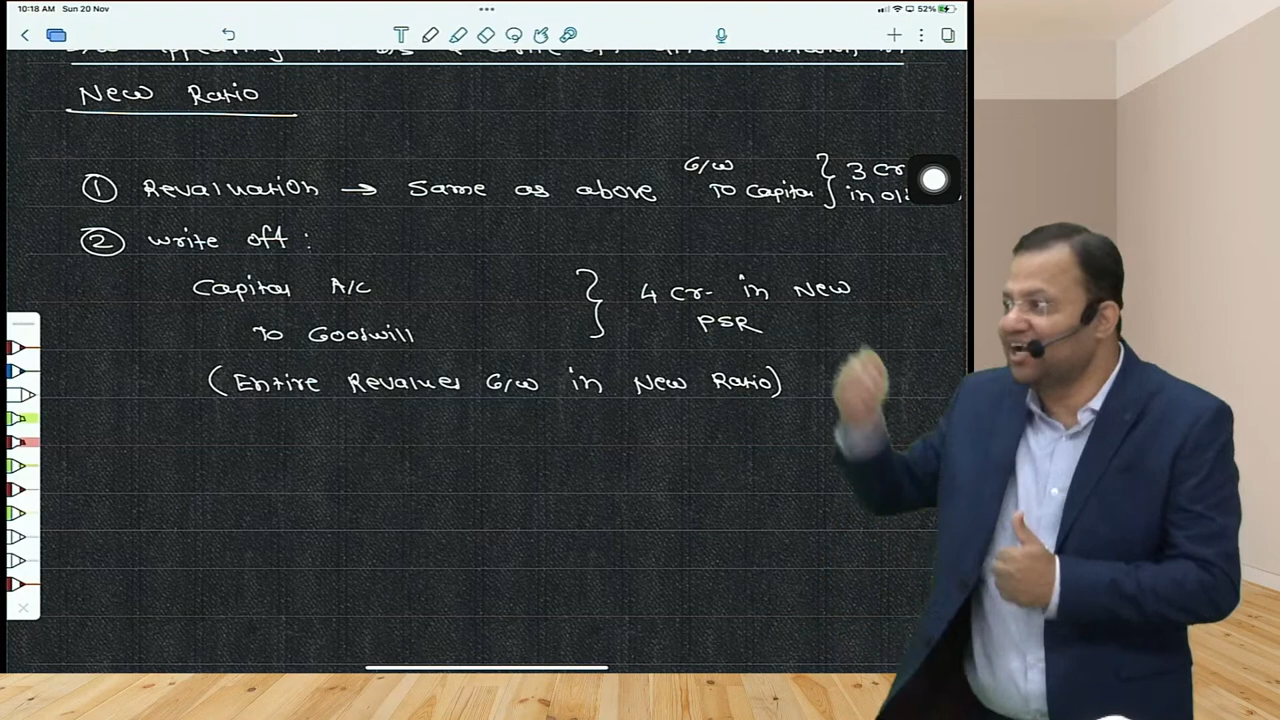 10:18 AM Sun 20 Nov
52%
New Ratio
① Revaluation → Same as above G/w To Capital } 3 cr in
② write off :
Capital A/C
To Goodwill
} 4 Cr- in New PSR
(Entire Revalued G/w in New Ratio)